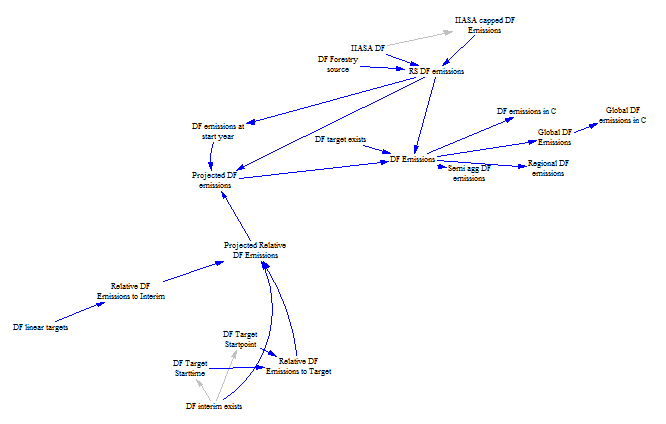 IIASA capped DF
Emissions
IIASA DF
DF Forestry
source
RS DF emissions
DF emissions in C
Global DF
emissions in C
DF emissions at
start year
DF target exists
Global DF
Emissions
DF Emissions
Semi agg DF
emissions
Regional DF
emissions
Projected DF
emissions
Projected Relative
DF Emissions
Relative DF
Emissions to Interim
DF linear targets
DF Target
Startpoint
DF Target
Starttime
Relative DF
Emissions to Target
DF interim exists